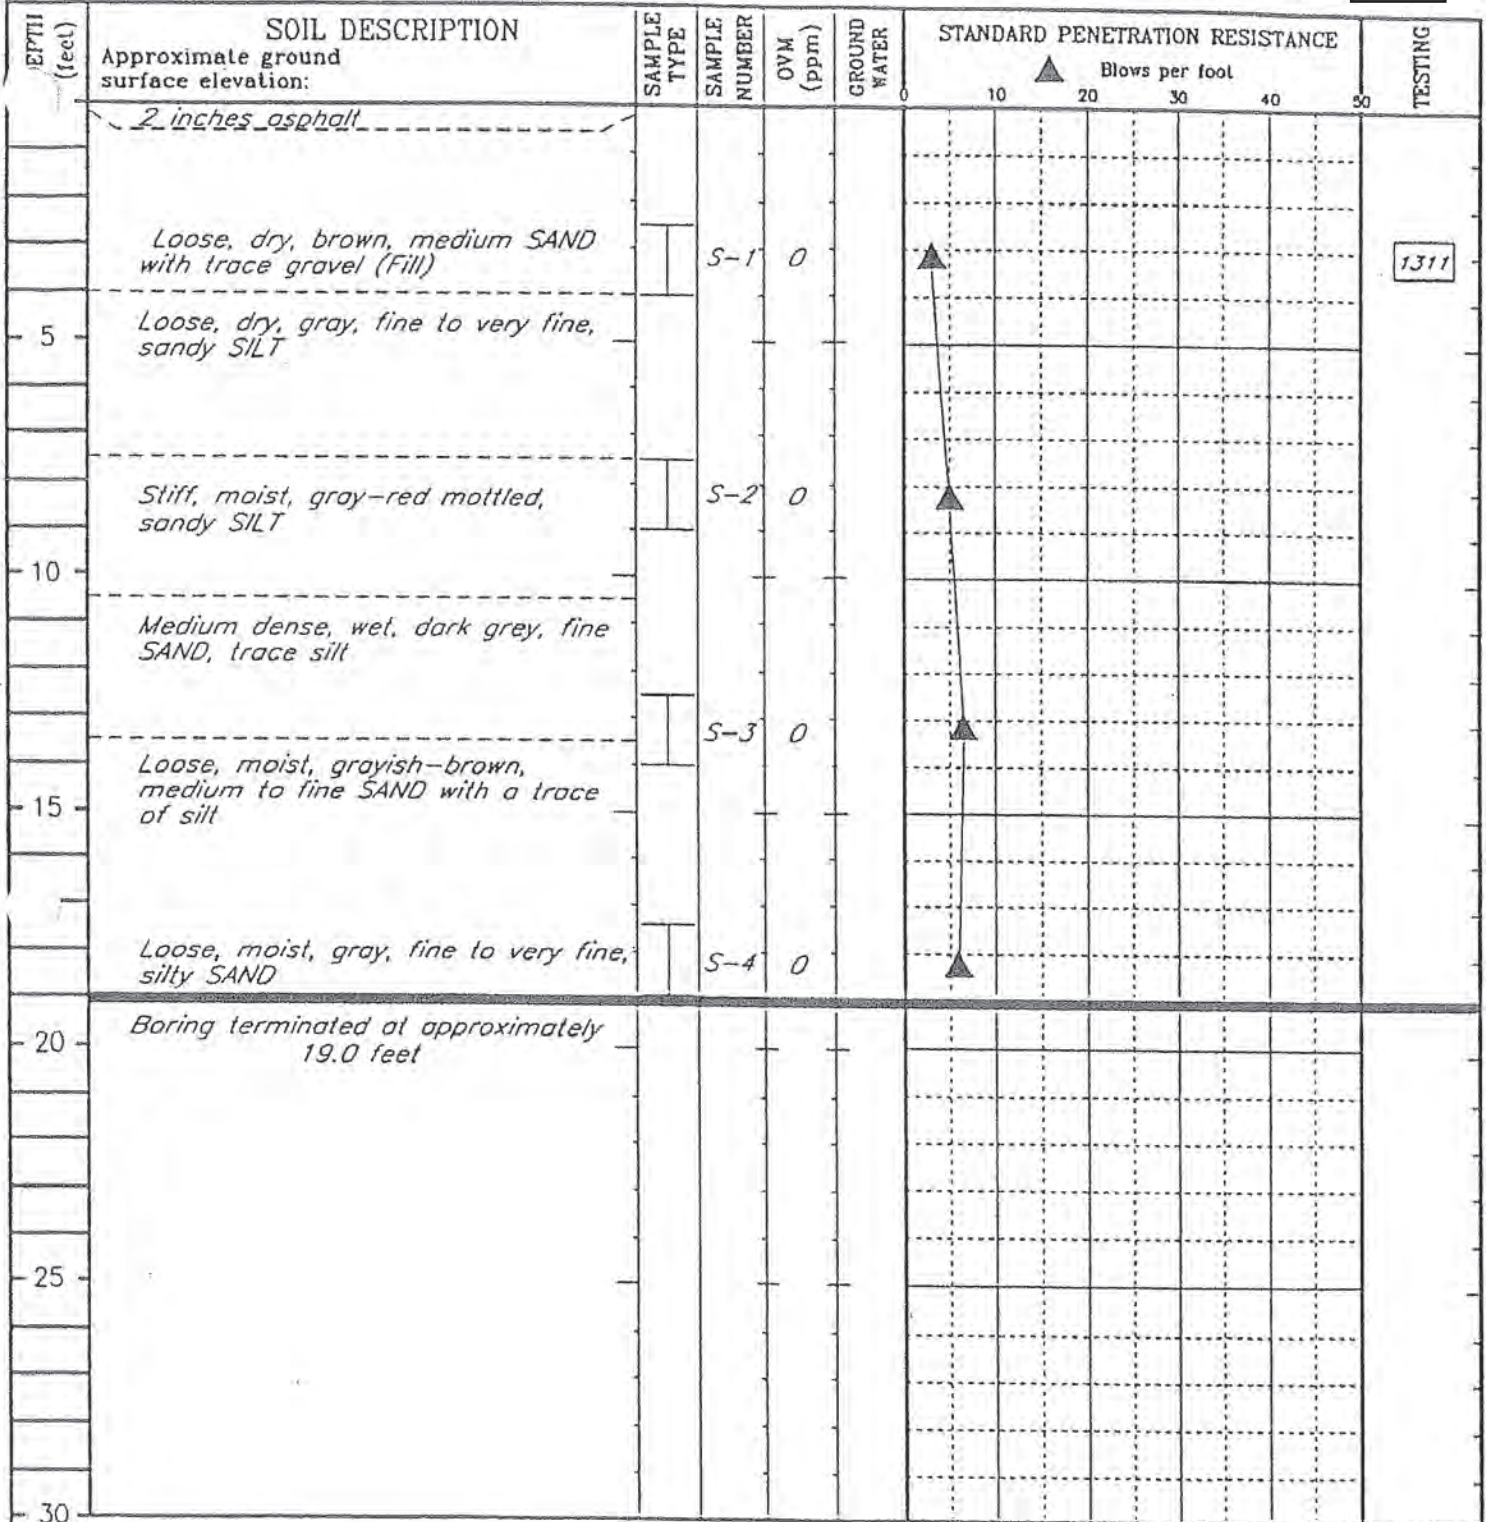 EPTH (feet)
SOIL DESCRIPTION
Approximate ground
surface elevation:
SAMPLE TYPE
SAMPLE NUMBER
OVM (ppm)
GROUND WATER
STANDARD PENETRATION RESISTANCE
Blows per foot
0 10 20 30 40 50
TESTING
2 inches asphalt
Loose, dry, brown, medium SAND
with trace gravel (Fill)
S-1 0
1311
Loose, dry, gray, fine to very fine,
sandy SILT
5
Stiff, moist, gray-red mottled,
sandy SILT
S-2 0
10
Medium dense, wet, dark grey, fine
SAND, trace silt
S-3 0
Loose, moist, grayish-brown,
medium to fine SAND with a trace
of silt
15
Loose, moist, gray, fine to very fine,
silty SAND
S-4 0
Boring terminated at approximately
19.0 feet
20
25
30